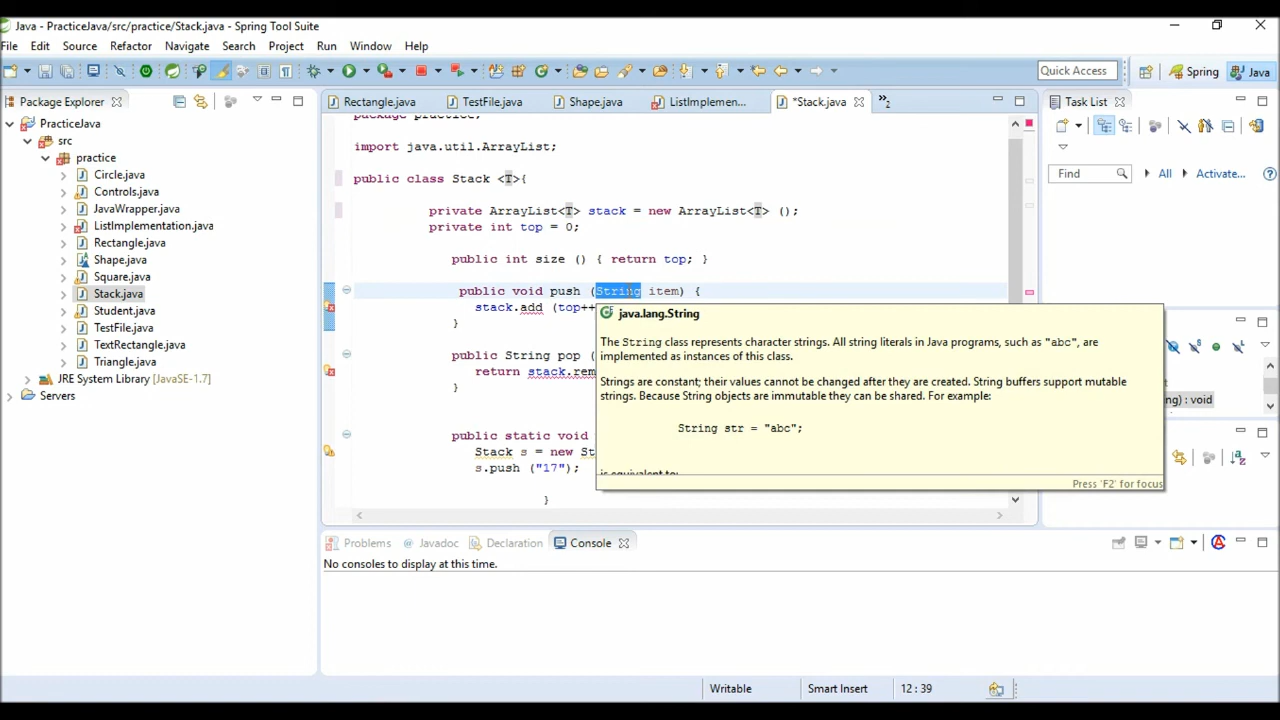 Java - PracticeJava/src/practice/Stack.java - Spring Tool Suite
File Edit Source Refactor Navigate Search Project Run Window Help
Quick Access Spring Java
Package Explorer
Rectangle.java TestFile.java Shape.java ListImplemen... *Stack.java »2
Task List
PracticeJava
src
practice
Circle.java
Controls.java
JavaWrapper.java
ListImplementation.java
Rectangle.java
Shape.java
Square.java
Stack.java
Student.java
TestFile.java
TextRectangle.java
Triangle.java
JRE System Library [JavaSE-1.7]
Servers
package practice;
import java.util.ArrayList;
public class Stack <T>{
private ArrayList<T> stack = new ArrayList<T> ();
private int top = 0;
public int size () { return top; }
public void push (String item) {
stack.add (top++
}
public String pop (
return stack.rem
}
public static void
Stack s = new St
s.push ("17");
}
java.lang.String
The String class represents character strings. All string literals in Java programs, such as "abc", are
implemented as instances of this class.
Strings are constant; their values cannot be changed after they are created. String buffers support mutable
strings. Because String objects are immutable they can be shared. For example:
String str = "abc";
is equivalent to:
Press 'F2' for focus
Find All Activate...
ng) : void
Problems Javadoc Declaration Console
No consoles to display at this time.
Writable Smart Insert 12 : 39